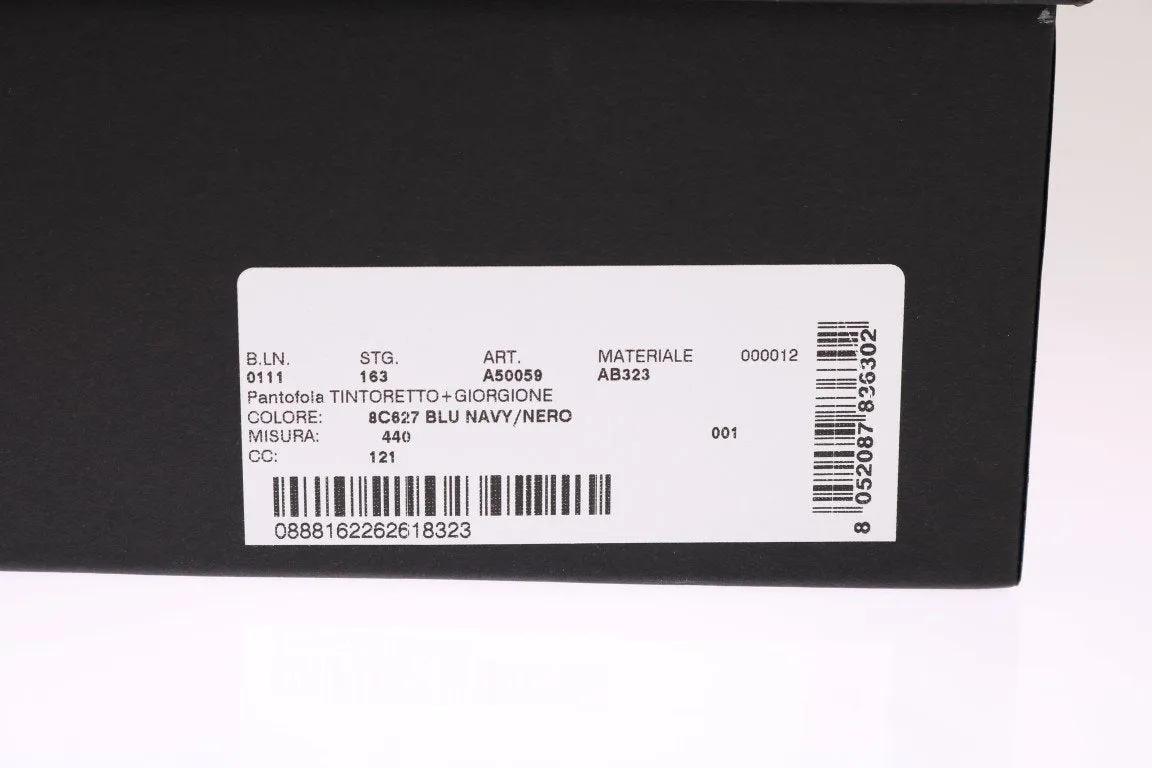 B.LN. STG. ART. MATERIALE 000012
0111 163 A50059 AB323
Pantofola TINTORETTO+GIORGIONE
COLORE: 8C627 BLU NAVY/NERO
MISURA: 440 001
CC: 121
0888162262618323
8 052087 836302